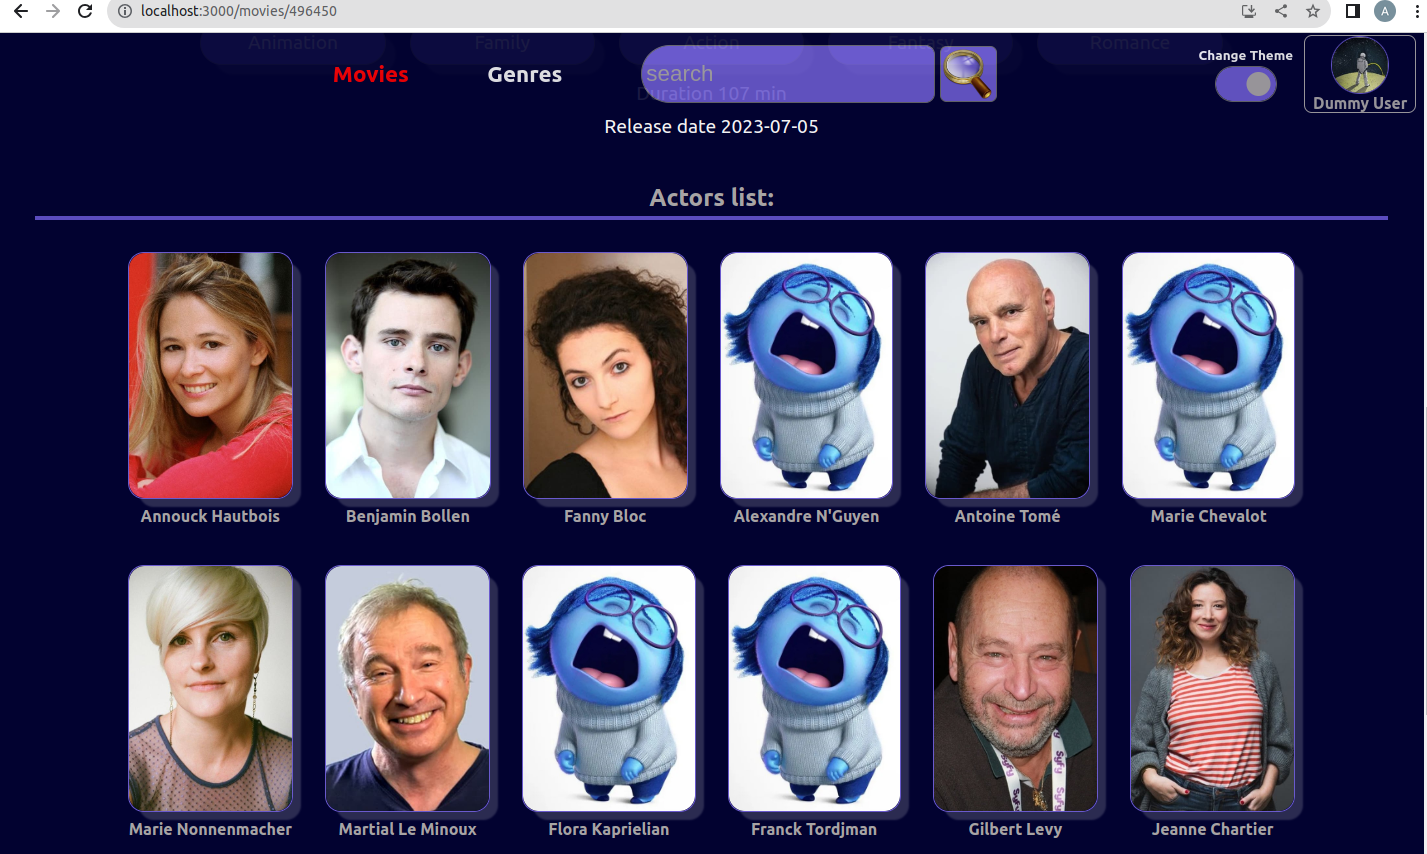 localhost:3000/movies/496450
A
Animation Family Action Fantasy Romance
Movies Genres search Change Theme
Duration 107 min
Dummy User
Release date 2023-07-05
Actors list:
Annouck Hautbois Benjamin Bollen Fanny Bloc Alexandre N'Guyen Antoine Tomé Marie Chevalot
SyFy
SyFy
Marie Nonnenmacher Martial Le Minoux Flora Kaprielian Franck Tordjman Gilbert Levy Jeanne Chartier